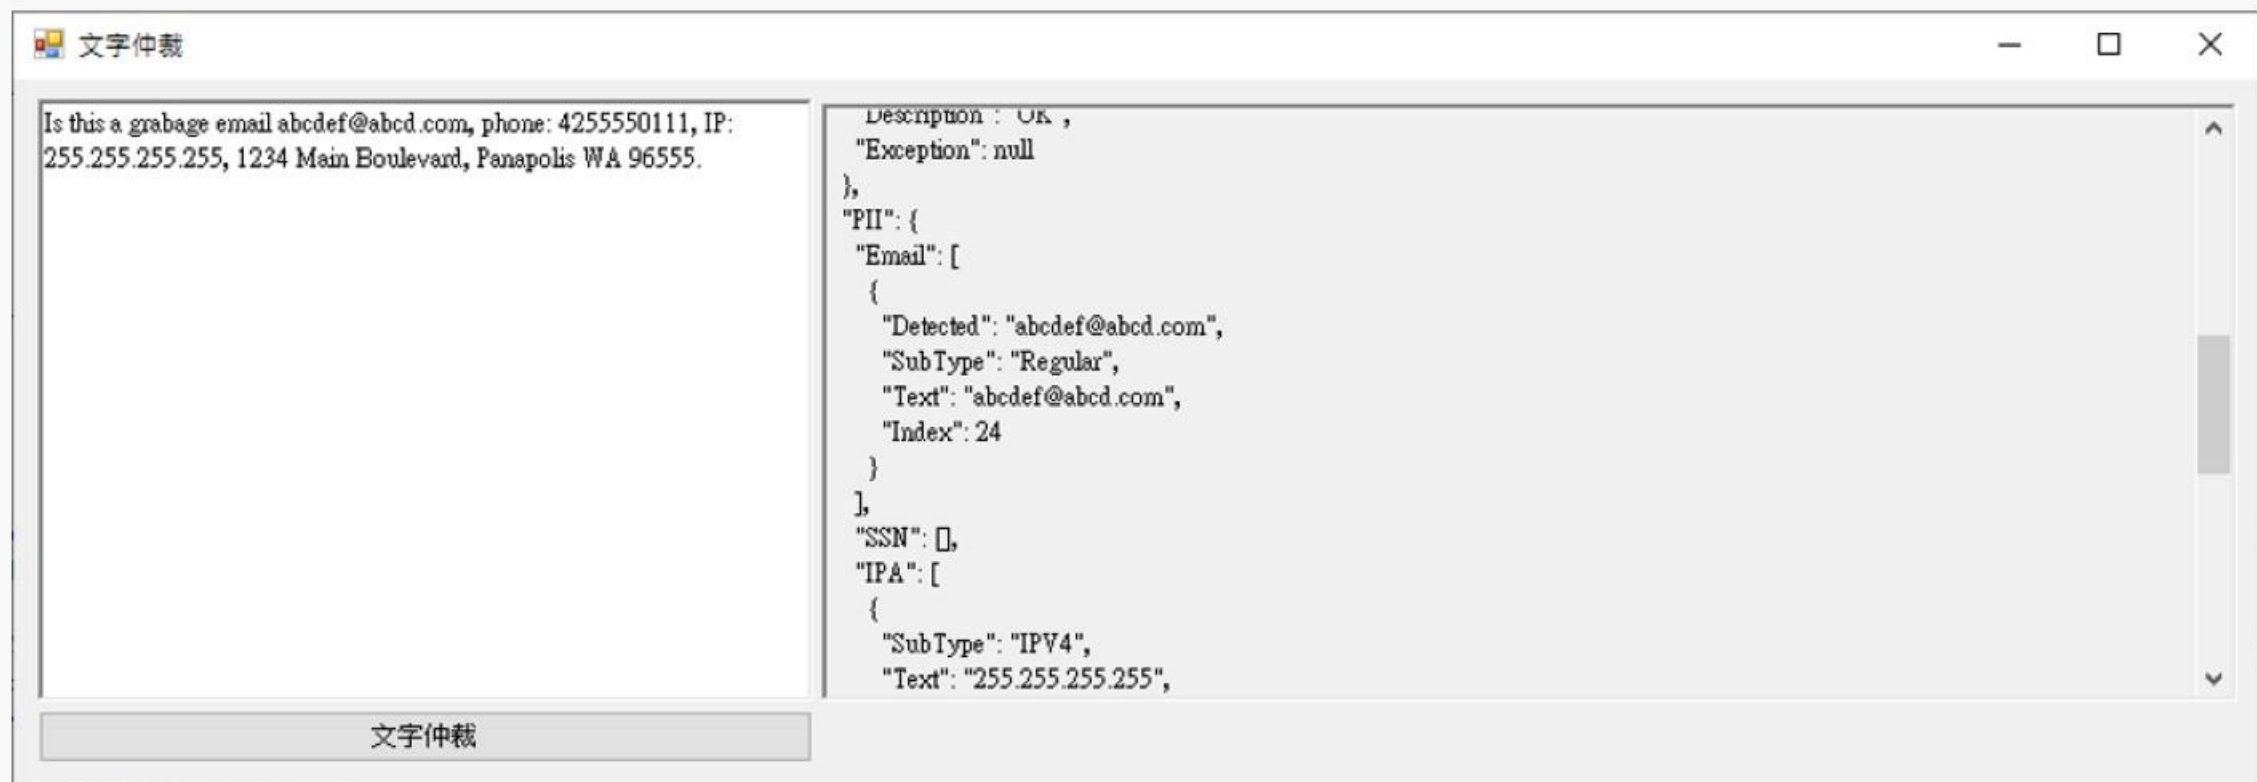 文字仲裁
Is this a grabage email abcdef@abcd.com, phone: 4255550111, IP:
255.255.255.255, 1234 Main Boulevard, Panapolis WA 96555.
"Description": "OK",
"Exception": null
},
"PII": {
"Email": [
{
"Detected": "abcdef@abcd.com",
"SubType": "Regular",
"Text": "abcdef@abcd.com",
"Index": 24
}
],
"SSN": [],
"IPA": [
{
"SubType": "IPV4",
"Text": "255.255.255.255",
文字仲裁